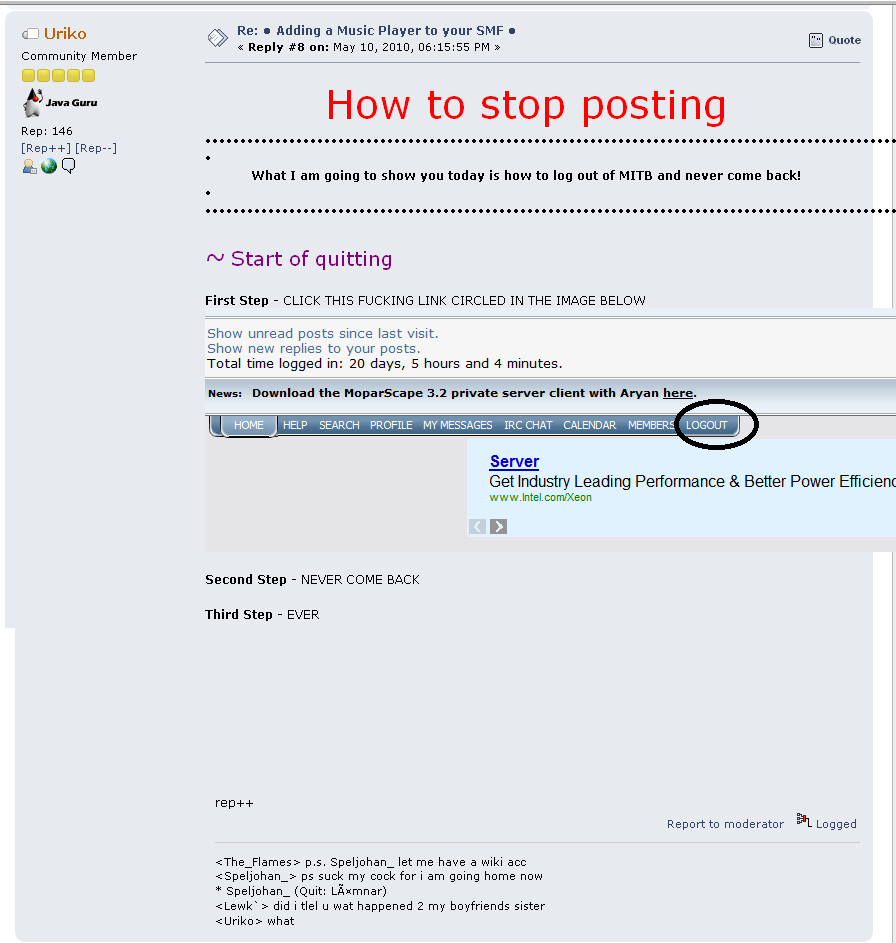 Uriko
Community Member
Java Guru
Rep: 146
[Rep++] [Rep--]
Re: ● Adding a Music Player to your SMF ●
« Reply #8 on: May 10, 2010, 06:15:55 PM »
Quote
How to stop posting
What I am going to show you today is how to log out of MITB and never come back!
~ Start of quitting
First Step - CLICK THIS FUCKING LINK CIRCLED IN THE IMAGE BELOW
Show unread posts since last visit.
Show new replies to your posts.
Total time logged in: 20 days, 5 hours and 4 minutes.
News: Download the MoparScape 3.2 private server client with Aryan here.
HOME HELP SEARCH PROFILE MY MESSAGES IRC CHAT CALENDAR MEMBERS LOGOUT
Server
Get Industry Leading Performance & Better Power Efficienc
www.Intel.com/Xeon
Second Step - NEVER COME BACK
Third Step - EVER
rep++
Report to moderator Logged
<The_Flames> p.s. Speljohan_ let me have a wiki acc
<Speljohan_> ps suck my cock for i am going home now
* Speljohan_ (Quit: LÃ¤mnar)
<Lewk`> did i tlel u wat happened 2 my boyfriends sister
<Uriko> what